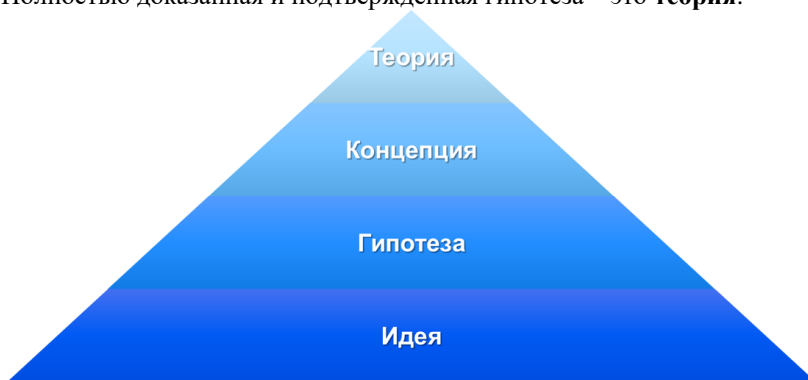 Полностью доказанная и подтвержденная гипотеза – это теория.
Теория
Концепция
Гипотеза
Идея